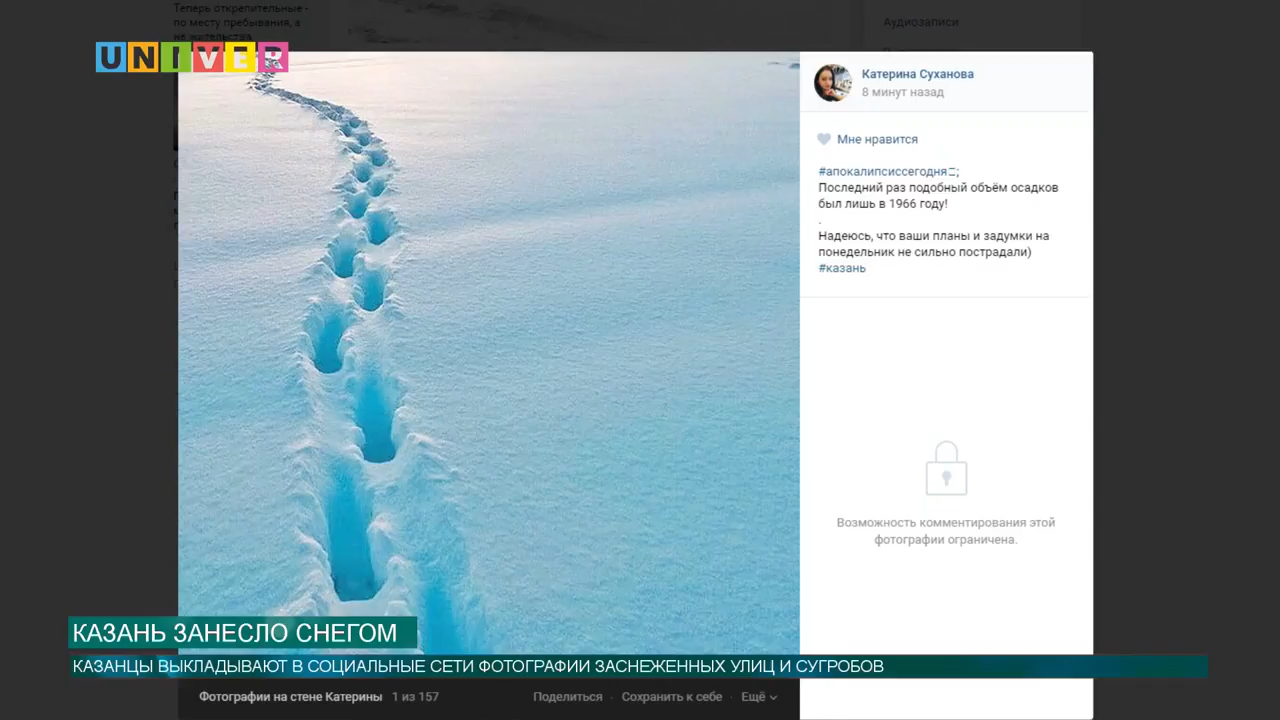 Теперь открепительные -
по месту пребывания, а
не жительства
Аудиозаписи
UNIVER
Катерина Суханова
8 минут назад
Мне нравится
#апокалипсиссегодня;
Последний раз подобный объём осадков
был лишь в 1966 году!
.
Надеюсь, что ваши планы и задумки на
понедельник не сильно пострадали)
#казань
Возможность комментирования этой
фотографии ограничена.
КАЗАНЬ ЗАНЕСЛО СНЕГОМ
КАЗАНЦЫ ВЫКЛАДЫВАЮТ В СОЦИАЛЬНЫЕ СЕТИ ФОТОГРАФИИ ЗАСНЕЖЕННЫХ УЛИЦ И СУГРОБОВ
Фотографии на стене Катерины 1 из 157 Поделиться · Сохранить к себе · Ещё